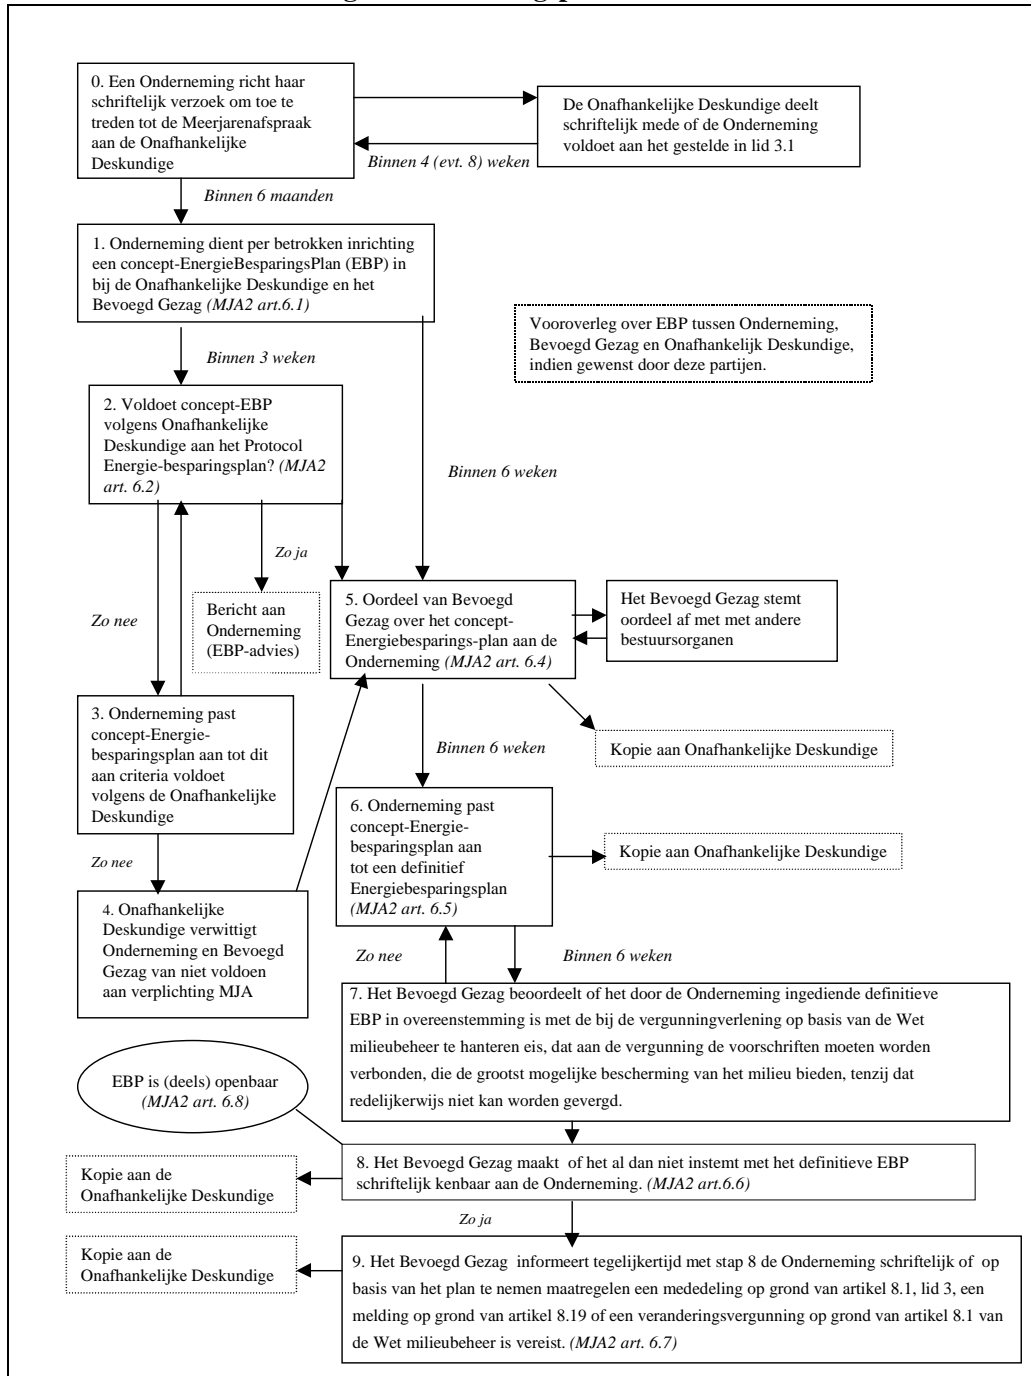 0. Een Onderneming richt haar
schriftelijk verzoek om toe te
treden tot de Meerjarenafspraak
aan de Onafhankelijke
Deskundige
De Onafhankelijke Deskundige deelt
schriftelijk mede of de Onderneming
voldoet aan het gestelde in lid 3.1
Binnen 4 (evt. 8) weken
Binnen 6 maanden
1. Onderneming dient per betrokken inrichting
een concept-EnergieBesparingsPlan (EBP) in
bij de Onafhankelijke Deskundige en het
Bevoegd Gezag (MJA2 art.6.1)
Vooroverleg over EBP tussen Onderneming,
Bevoegd Gezag en Onafhankelijk Deskundige,
indien gewenst door deze partijen.
Binnen 3 weken
2. Voldoet concept-EBP
volgens Onafhankelijke
Deskundige aan het Protocol
Energie-besparingsplan? (MJA2
art. 6.2)
Binnen 6 weken
Zo ja
Zo nee
Bericht aan
Onderneming
(EBP-advies)
5. Oordeel van Bevoegd
Gezag over het concept-
Energiebesparings-plan aan de
Onderneming (MJA2 art. 6.4)
Het Bevoegd Gezag stemt
oordeel af met met andere
bestuursorganen
3. Onderneming past
concept-Energie-
besparingsplan aan tot dit
aan criteria voldoet
volgens de Onafhankelijke
Deskundige
Binnen 6 weken
Kopie aan Onafhankelijke Deskundige
Zo nee
6. Onderneming past
concept-Energie-
besparingsplan aan
tot een definitief
Energiebesparingsplan
(MJA2 art. 6.5)
Kopie aan Onafhankelijke Deskundige
4. Onafhankelijke
Deskundige verwittigt
Onderneming en Bevoegd
Gezag van niet voldoen
aan verplichting MJA
Zo nee
Binnen 6 weken
7. Het Bevoegd Gezag beoordeelt of het door de Onderneming ingediende definitieve
EBP in overeenstemming is met de bij de vergunningverlening op basis van de Wet
milieubeheer te hanteren eis, dat aan de vergunning de voorschriften moeten worden
verbonden, die de grootst mogelijke bescherming van het milieu bieden, tenzij dat
redelijkerwijs niet kan worden gevergd.
EBP is (deels) openbaar
(MJA2 art. 6.8)
8. Het Bevoegd Gezag maakt of het al dan niet instemt met het definitieve EBP
schriftelijk kenbaar aan de Onderneming. (MJA2 art.6.6)
Kopie aan de
Onafhankelijke Deskundige
Zo ja
Kopie aan de
Onafhankelijke Deskundige
9. Het Bevoegd Gezag informeert tegelijkertijd met stap 8 de Onderneming schriftelijk of op
basis van het plan te nemen maatregelen een mededeling op grond van artikel 8.1, lid 3, een
melding op grond van artikel 8.19 of een veranderingsvergunning op grond van artikel 8.1 van
de Wet milieubeheer is vereist. (MJA2 art. 6.7)